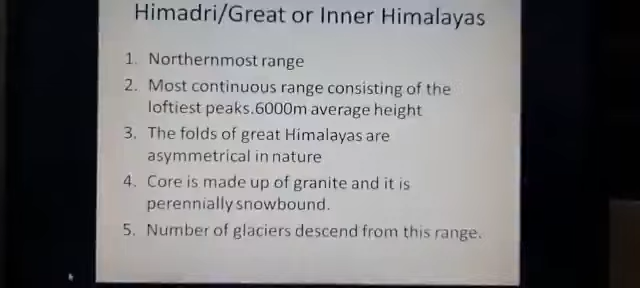 Himadri/Great or Inner Himalayas
1. Northernmost range
2. Most continuous range consisting of the
loftiest peaks.6000m average height
3. The folds of great Himalayas are
asymmetrical in nature
4. Core is made up of granite and it is
perennially snowbound.
5. Number of glaciers descend from this range.